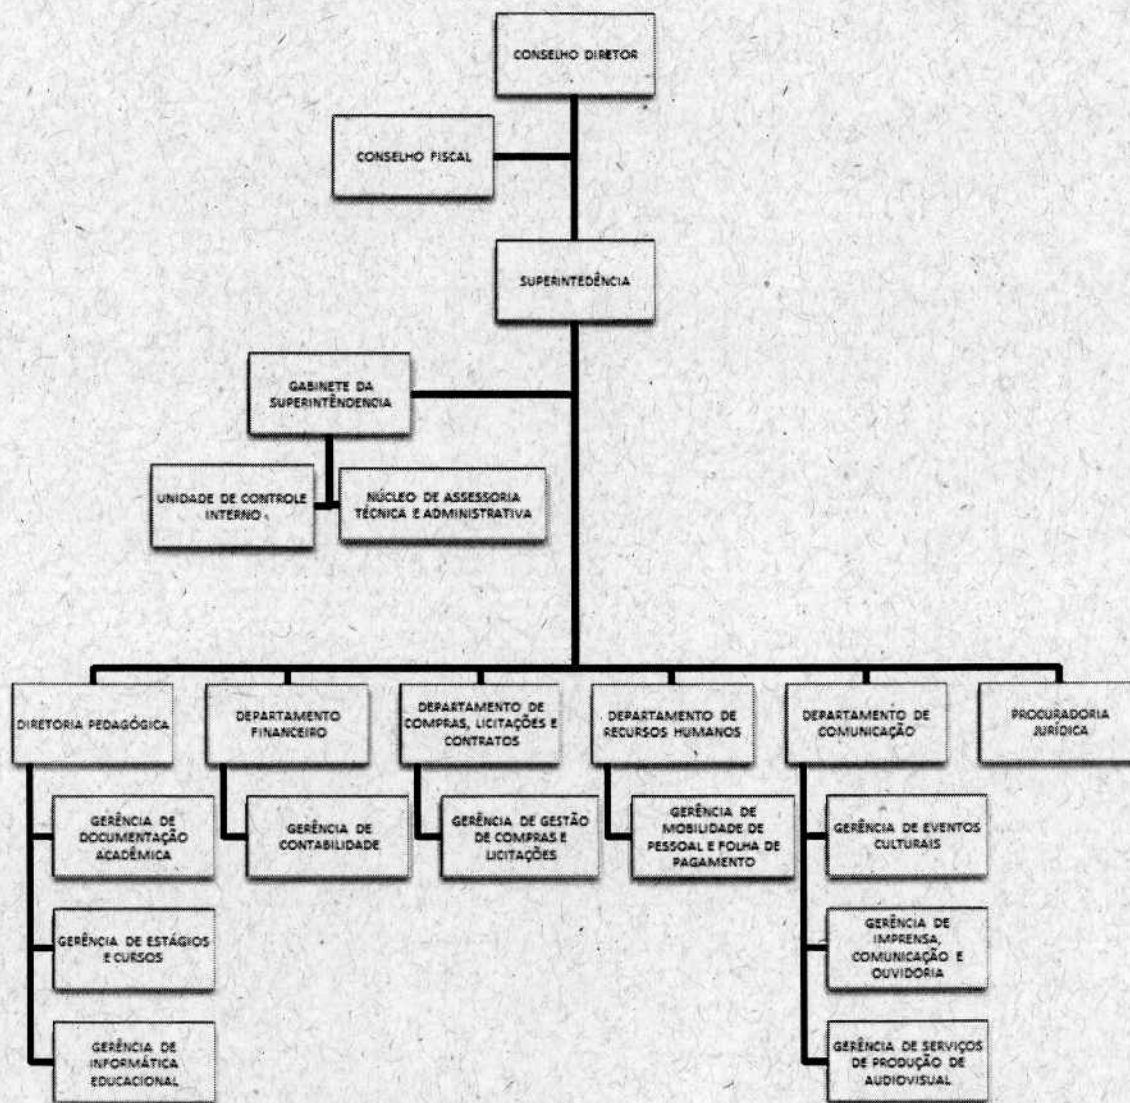 CONSELHO DIRETOR
CONSELHO FISCAL
SUPERINTEDÊNCIA
GABINETE DA
SUPERINTÊNDENCIA
UNIDADE DE CONTROLE
INTERNO
NÚCLEO DE ASSESSORIA
TÉCNICA E ADMINISTRATIVA
DIRETORIA PEDAGÓGICA
DEPARTAMENTO
FINANCEIRO
DEPARTAMENTO DE
COMPRAS, LICITAÇÕES E
CONTRATOS
DEPARTAMENTO DE
RECURSOS HUMANOS
DEPARTAMENTO DE
COMUNICAÇÃO
PROCURADORIA
JURÍDICA
GERÊNCIA DE
DOCUMENTAÇÃO
ACADÊMICA
GERÊNCIA DE
CONTABILIDADE
GERÊNCIA DE GESTÃO
DE COMPRAS E
LICITAÇÕES
GERÊNCIA DE
MOBILIDADE DE
PESSOAL E FOLHA DE
PAGAMENTO
GERÊNCIA DE EVENTOS
CULTURAIS
GERÊNCIA DE ESTÁGIOS
E CURSOS
GERÊNCIA DE
IMPRENSA,
COMUNICAÇÃO E
OUVIDORIA
GERÊNCIA DE
INFORMÁTICA
EDUCACIONAL
GERÊNCIA DE SERVIÇOS
DE PRODUÇÃO DE
AUDIOVISUAL